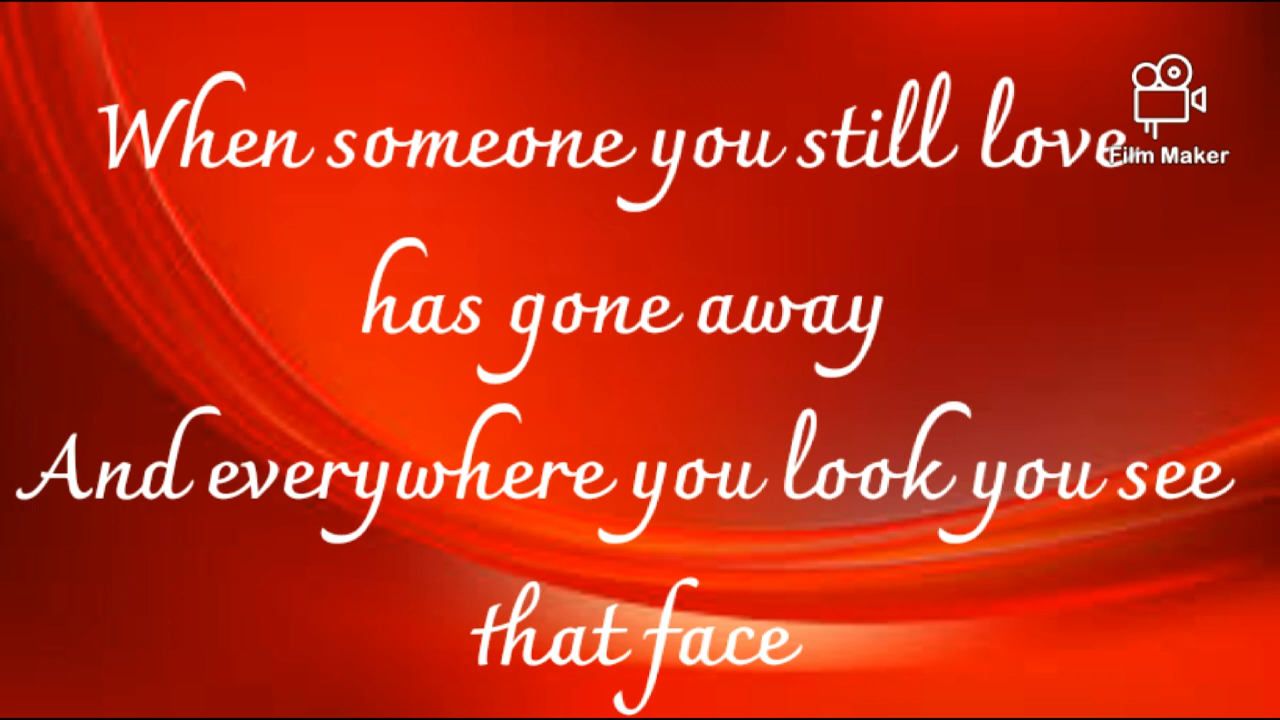 When someone you still love
Film Maker
has gone away
And everywhere you look you see
that face